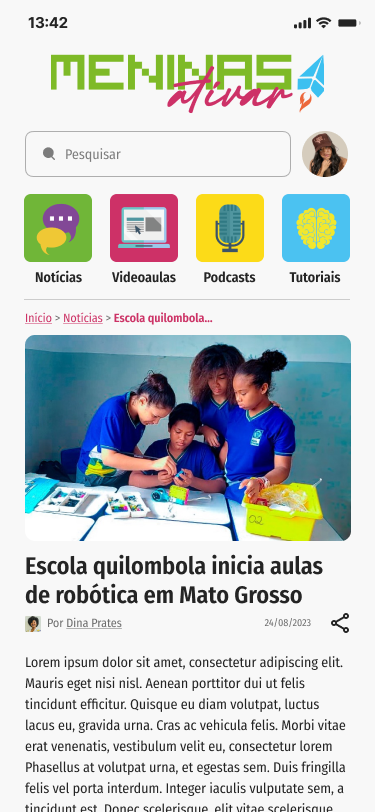 13:42
MENINAS
ativar
Pesquisar
Notícias
Videoaulas
Podcasts
Tutoriais
Inicio > Noticias > Escola quilombola...
02
Escola quilombola inicia aulas
de robótica em Mato Grosso
Por Dina Prates
24/08/2023
Lorem ipsum dolor sit amet, consectetur adipiscing elit.
Mauris eget nisi nisl. Aenean porttitor dui ut felis
tincidunt efficitur. Quisque eu diam volutpat, luctus
lacus eu, gravida urna. Cras ac vehicula felis. Morbi vitae
erat venenatis, vestibulum velit eu, consectetur lorem
Phasellus at volutpat urna, et egestas sem. Duis fringilla
felis vel porta interdum. Integer iaculis vulputate sem, a
tincidunt est. Donec scelerisque, elit vitae scelerisque